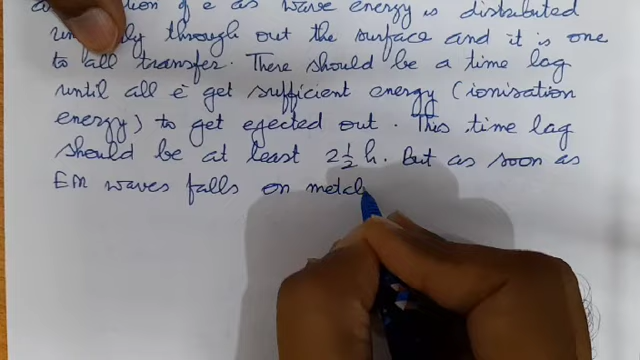 of e as wave energy is distributed
through out the surface and it is one
to all transfer. There should be a time lag
until all e⁻ get sufficient energy (ionisation
energy) to get ejected out. This time lag
should be at least 2½ h. But as soon as
EM waves falls on metal